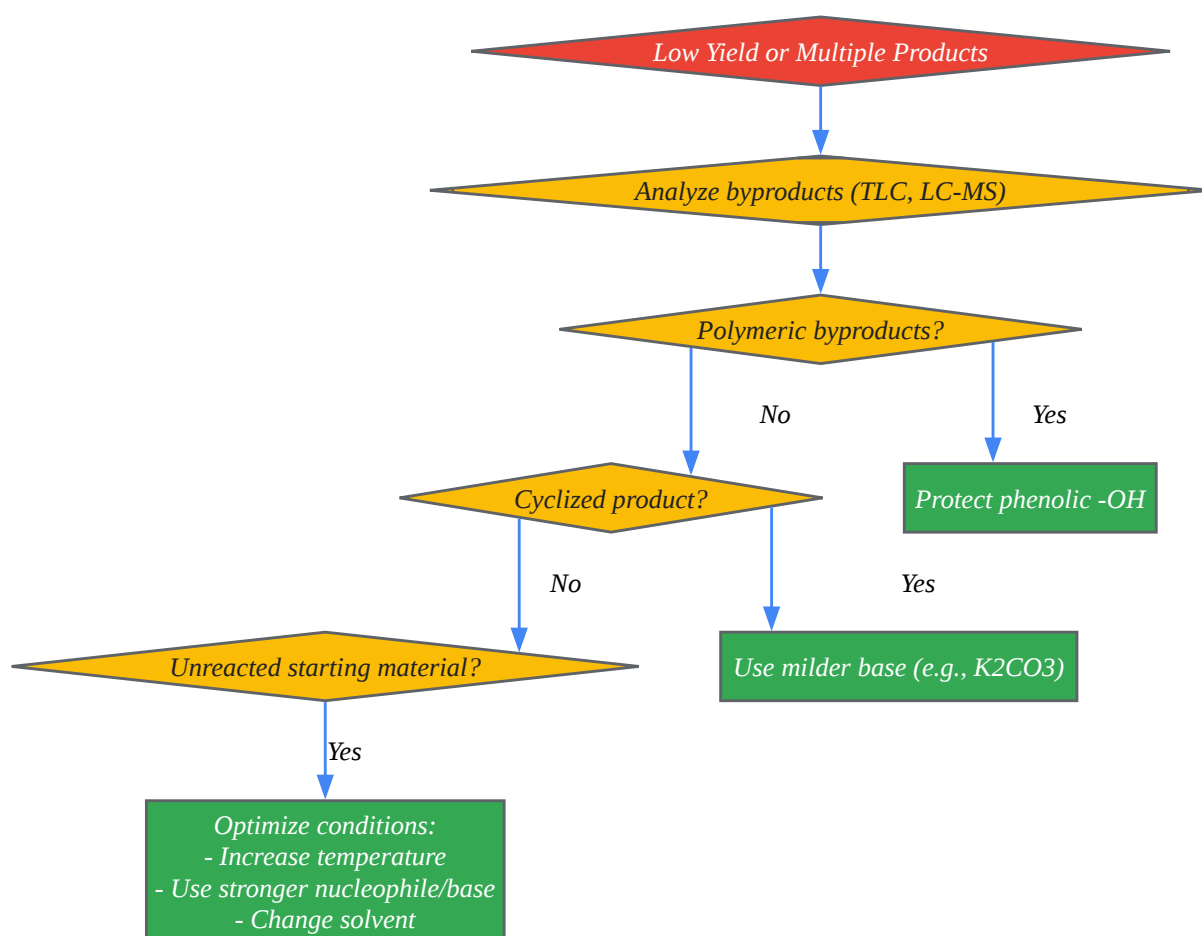 Low Yield or Multiple Products
Analyze byproducts (TLC, LC-MS)
Polymeric byproducts?
No
Yes
Cyclized product?
Protect phenolic -OH
No
Yes
Unreacted starting material?
Use milder base (e.g., K2CO3)
Yes
Optimize conditions:
- Increase temperature
- Use stronger nucleophile/base
- Change solvent